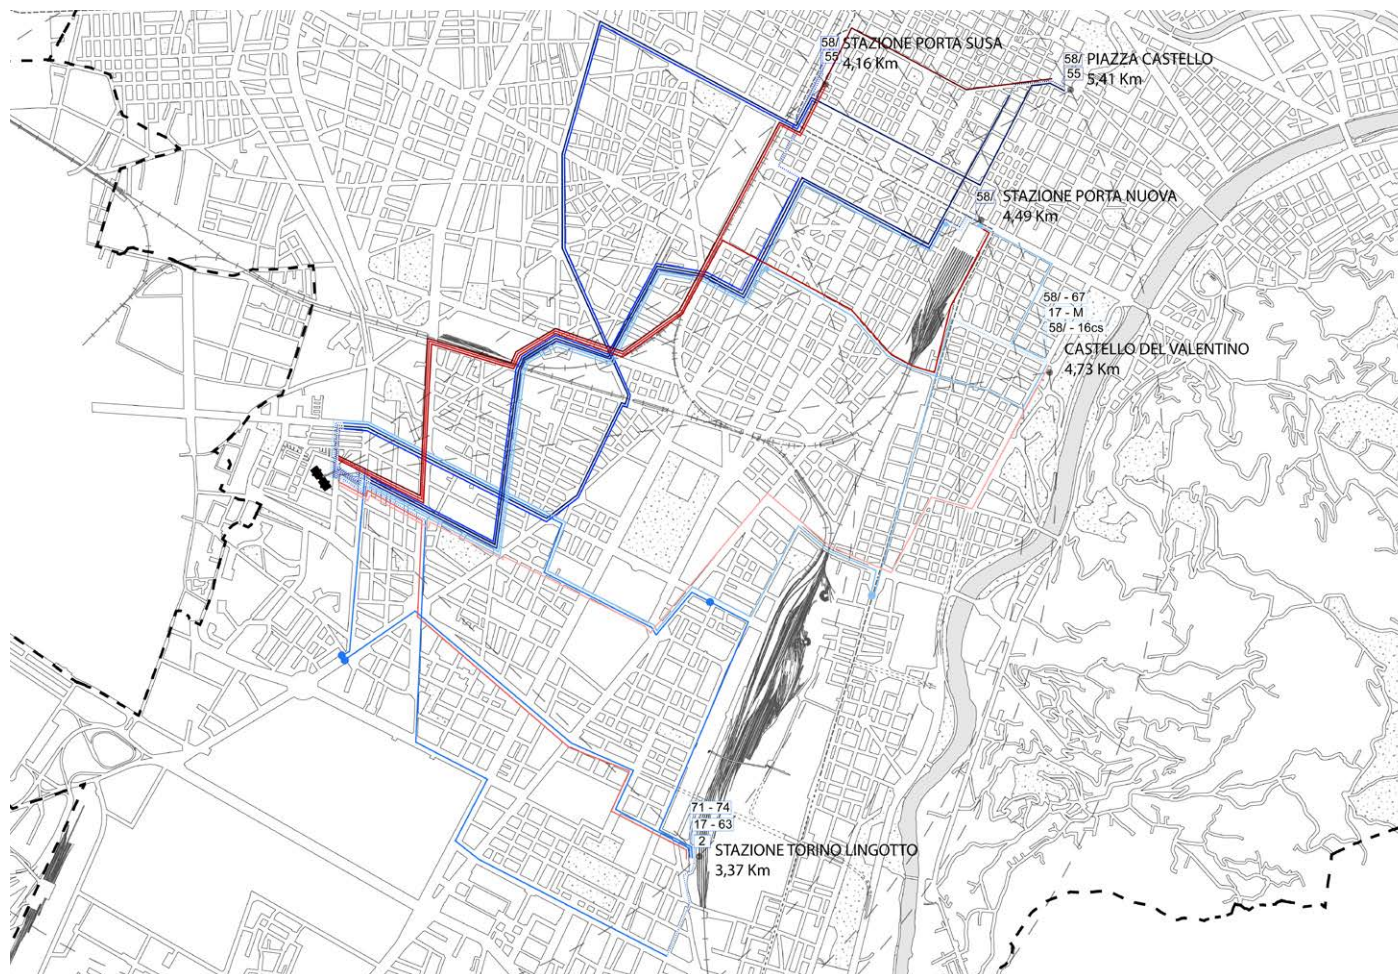 58/ STAZIONE PORTA SUSA
55 4,16 Km
58/ PIAZZA CASTELLO
55 5,41 Km
58/ STAZIONE PORTA NUOVA
4,49 Km
58/ - 67
17 - M
58/ - 16cs
CASTELLO DEL VALENTINO
4,73 Km
71 - 74
17 - 63
2
STAZIONE TORINO LINGOTTO
3,37 Km